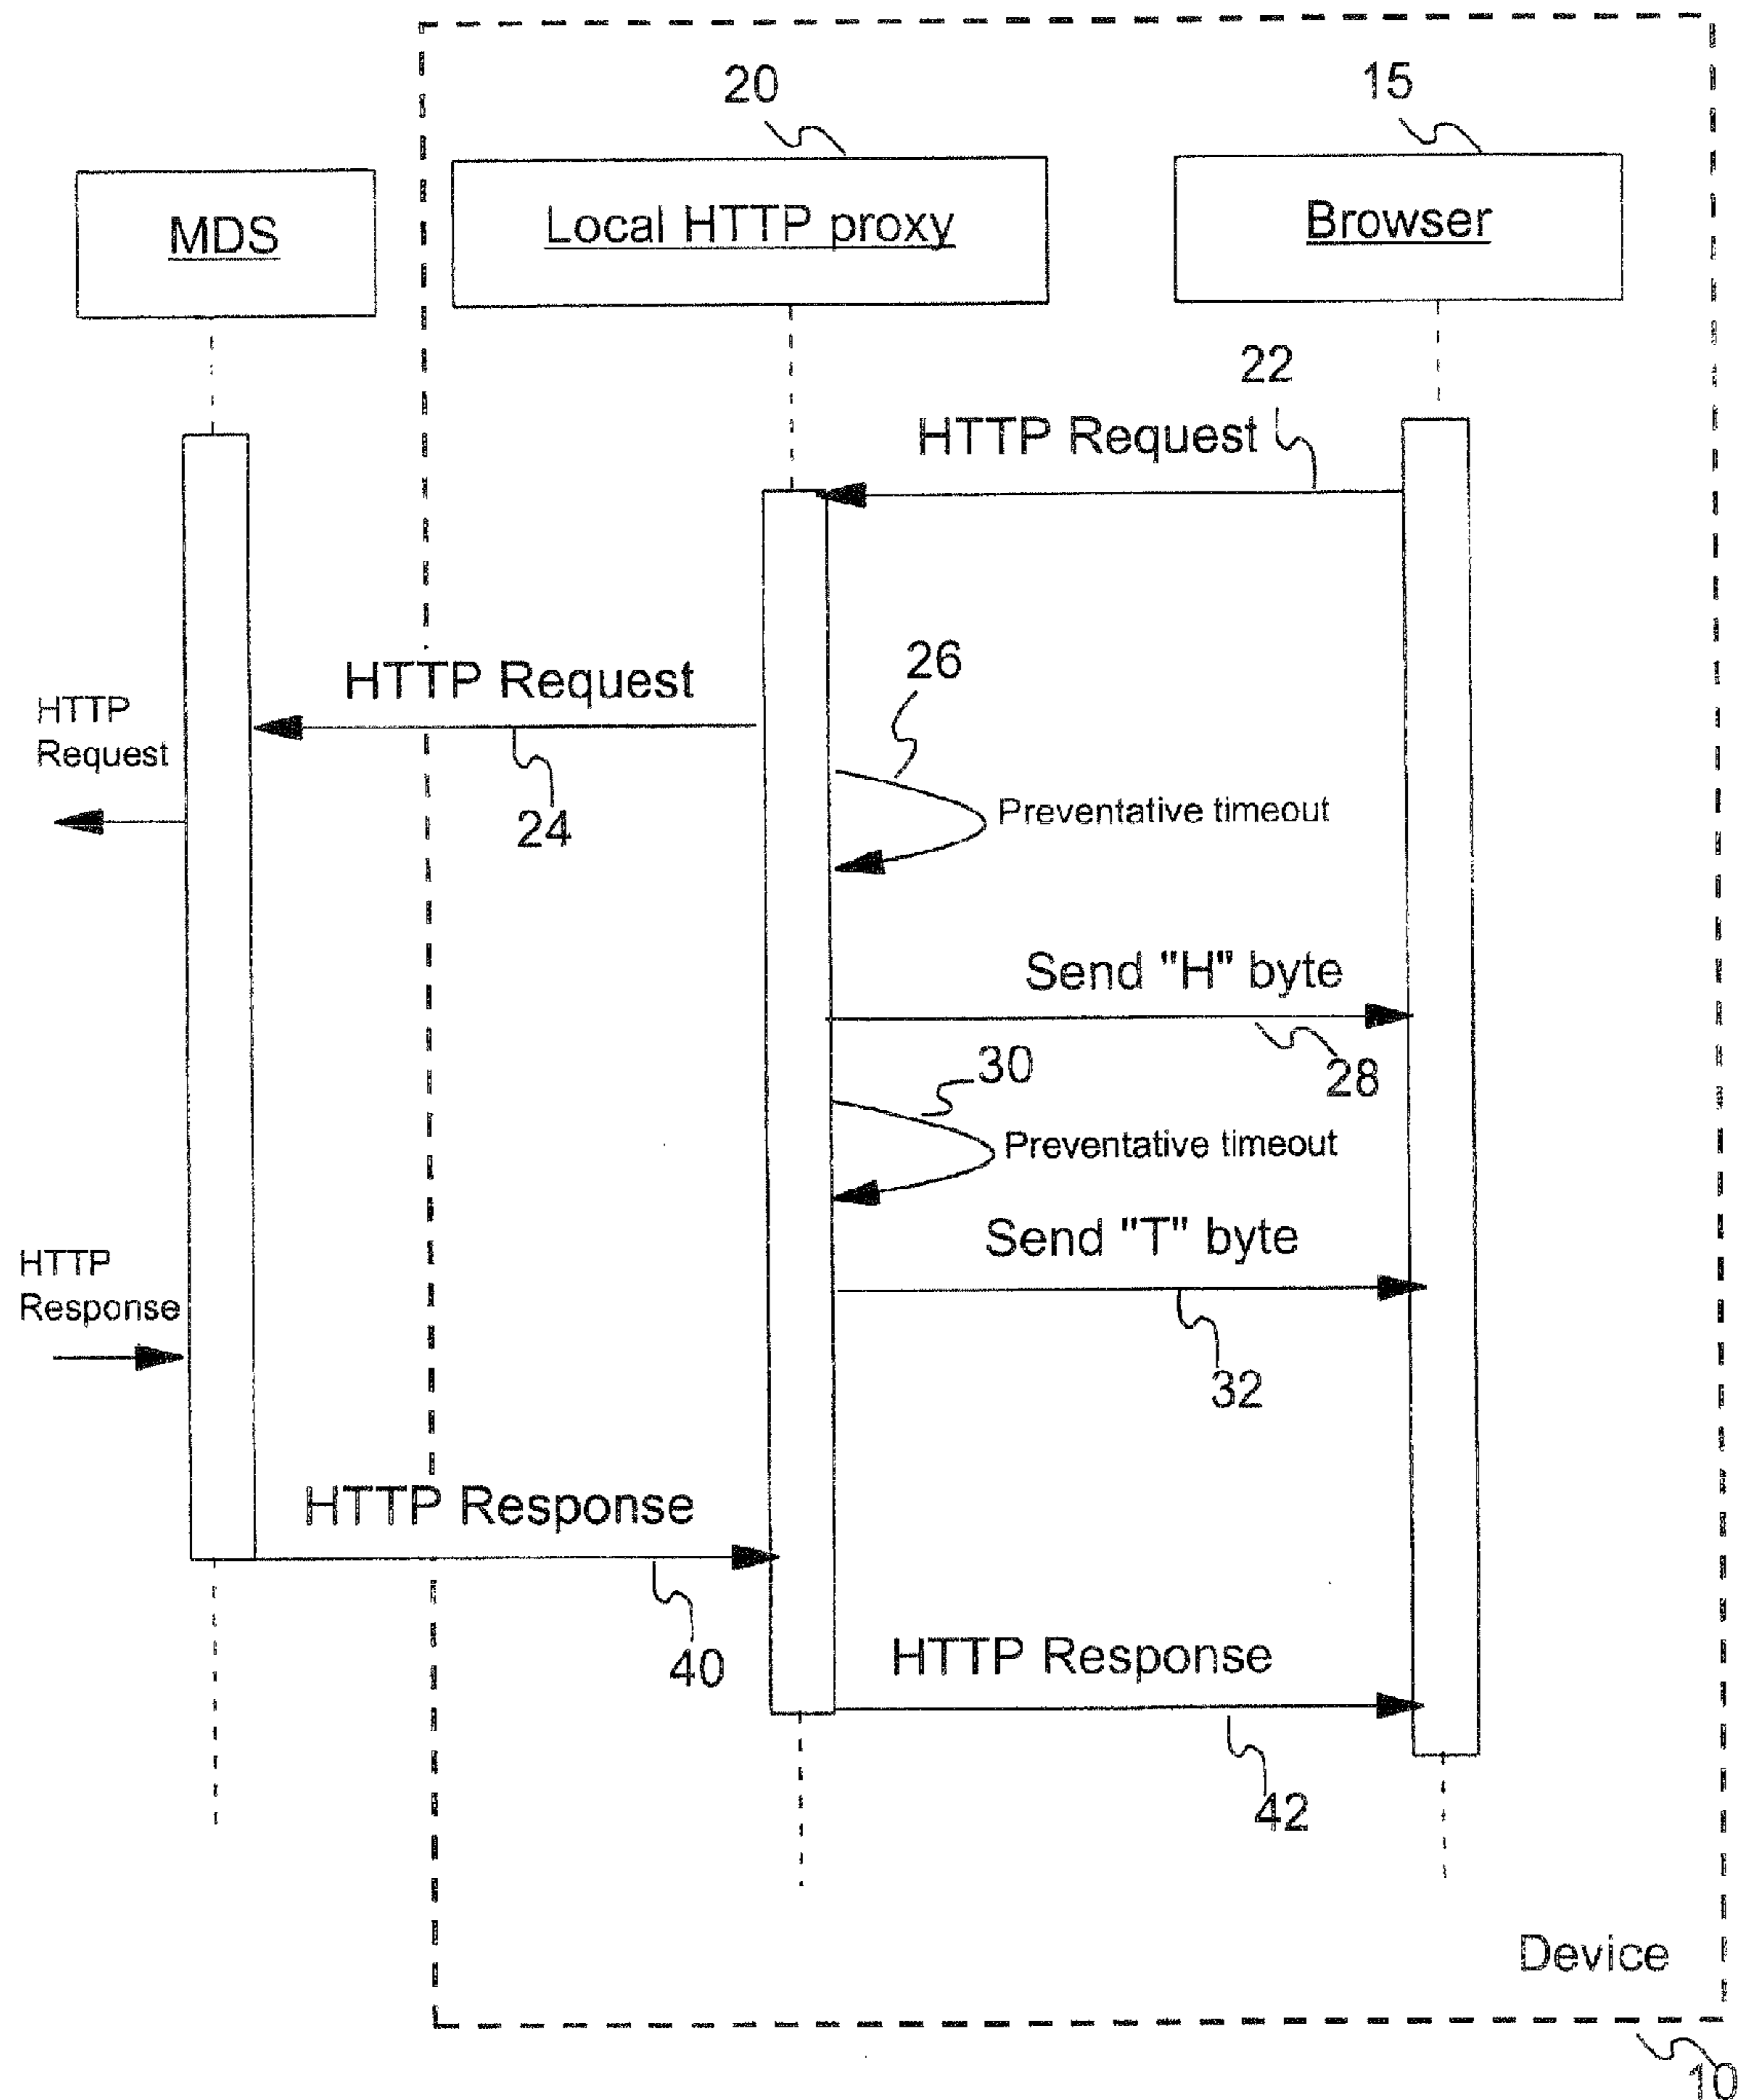 20
15
MDS
Local HTTP proxy
Browser
22
HTTP Request
26
HTTP Request
HTTP
Request
24
Preventative timeout
Send "H" byte
28
30
Preventative timeout
Send "T" byte
HTTP
Response
32
HTTP Response
40
HTTP Response
42
Device
10